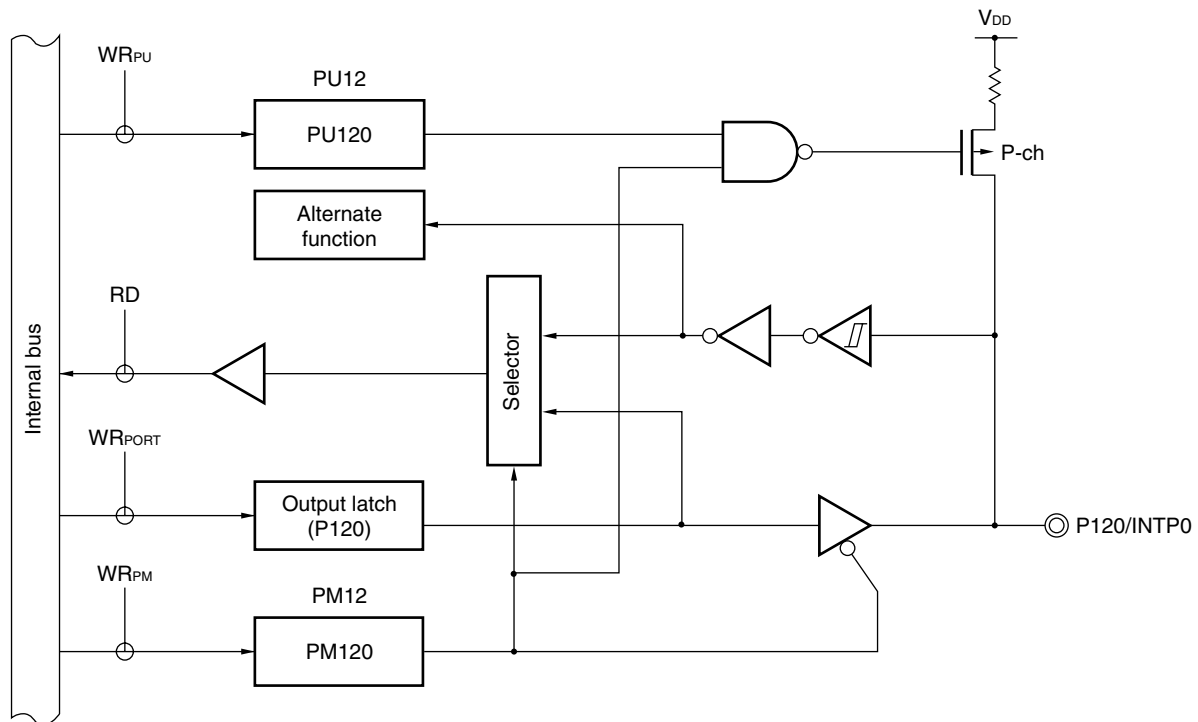 VDD
WRPU
PU12
PU120
P-ch
Alternate
function
RD
Selector
Internal bus
WRPORT
Output latch
(P120)
P120/INTP0
WRPM
PM12
PM120